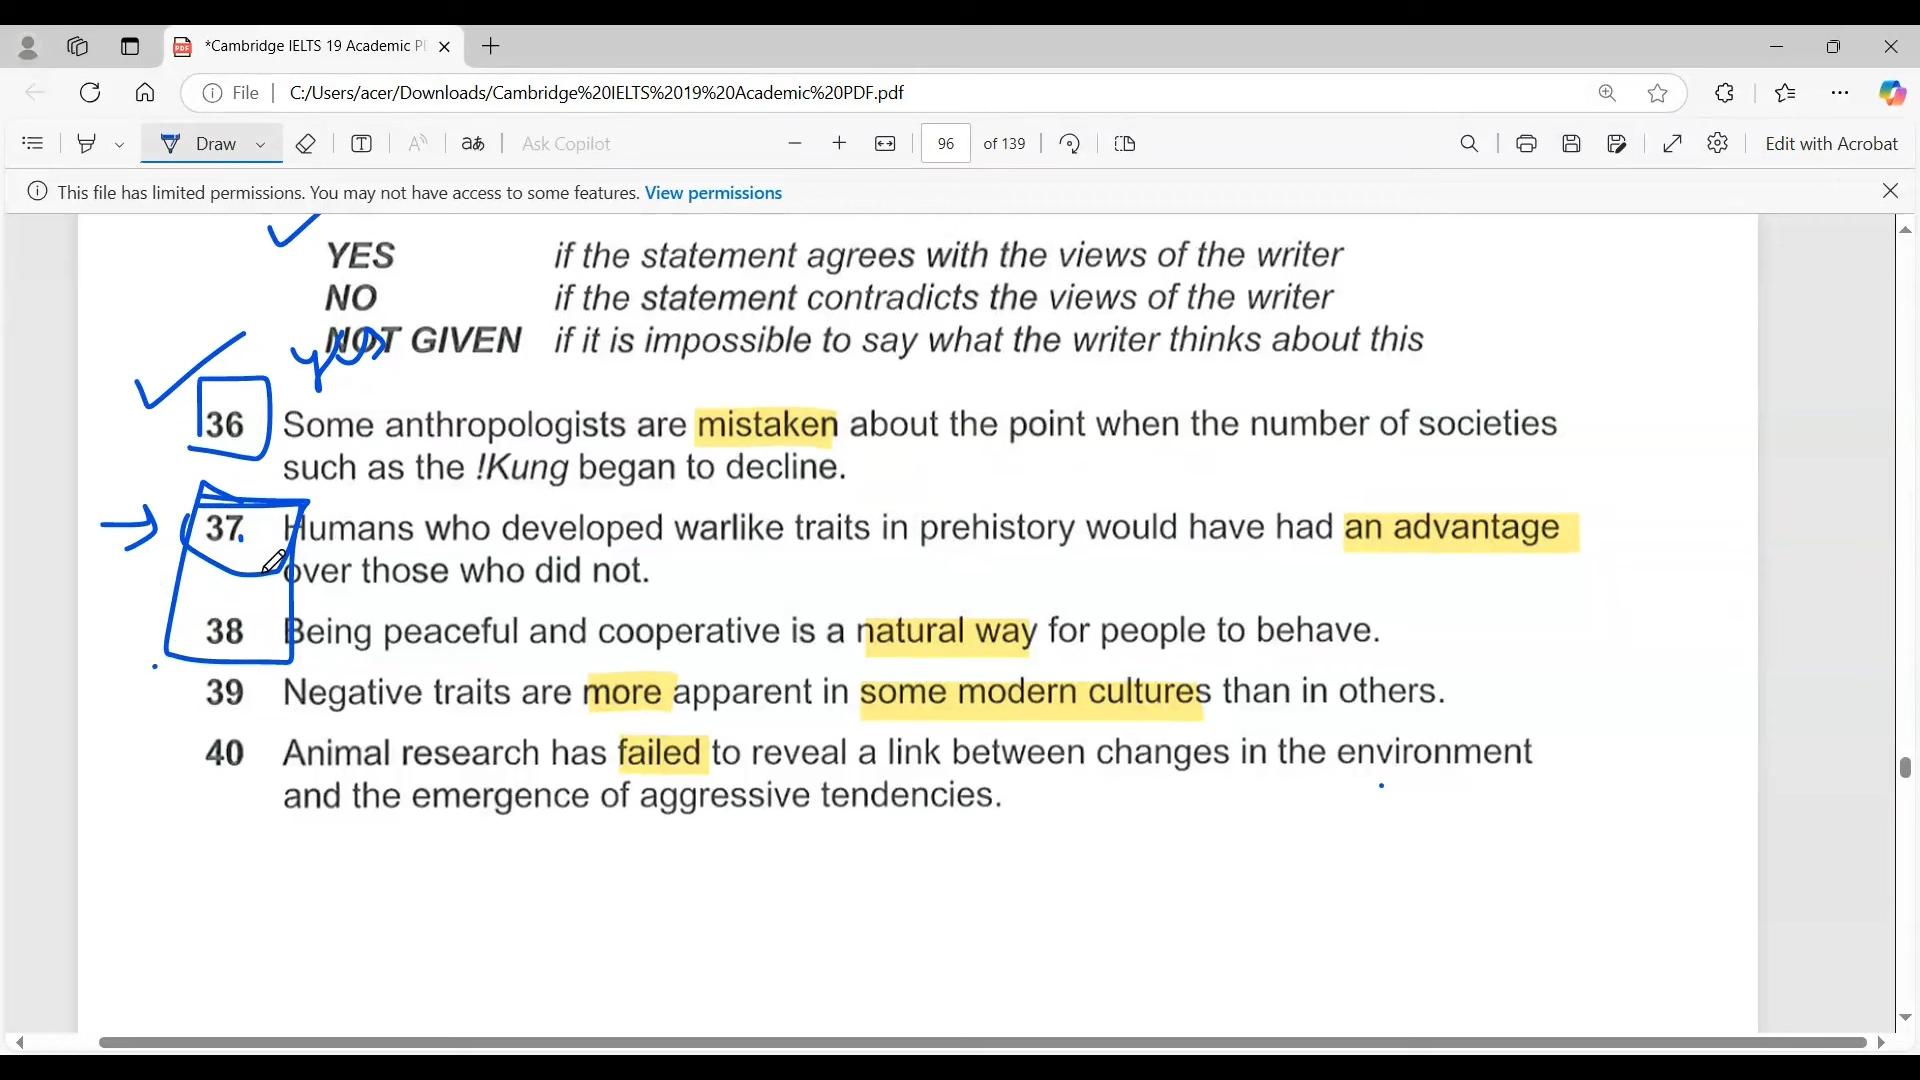 *Cambridge IELTS 19 Academic P
File
C:/Users/acer/Downloads/Cambridge%20IELTS%2019%20Academic%20PDF.pdf
Draw
Ask Copilot
96 of 139
Edit with Acrobat
This file has limited permissions. You may not have access to some features. View permissions
YES if the statement agrees with the views of the writer
NO if the statement contradicts the views of the writer
NOT GIVEN if it is impossible to say what the writer thinks about this
yes
36 Some anthropologists are mistaken about the point when the number of societies
such as the !Kung began to decline.
37. Humans who developed warlike traits in prehistory would have had an advantage
over those who did not.
38 Being peaceful and cooperative is a natural way for people to behave.
39 Negative traits are more apparent in some modern cultures than in others.
40 Animal research has failed to reveal a link between changes in the environment
and the emergence of aggressive tendencies.